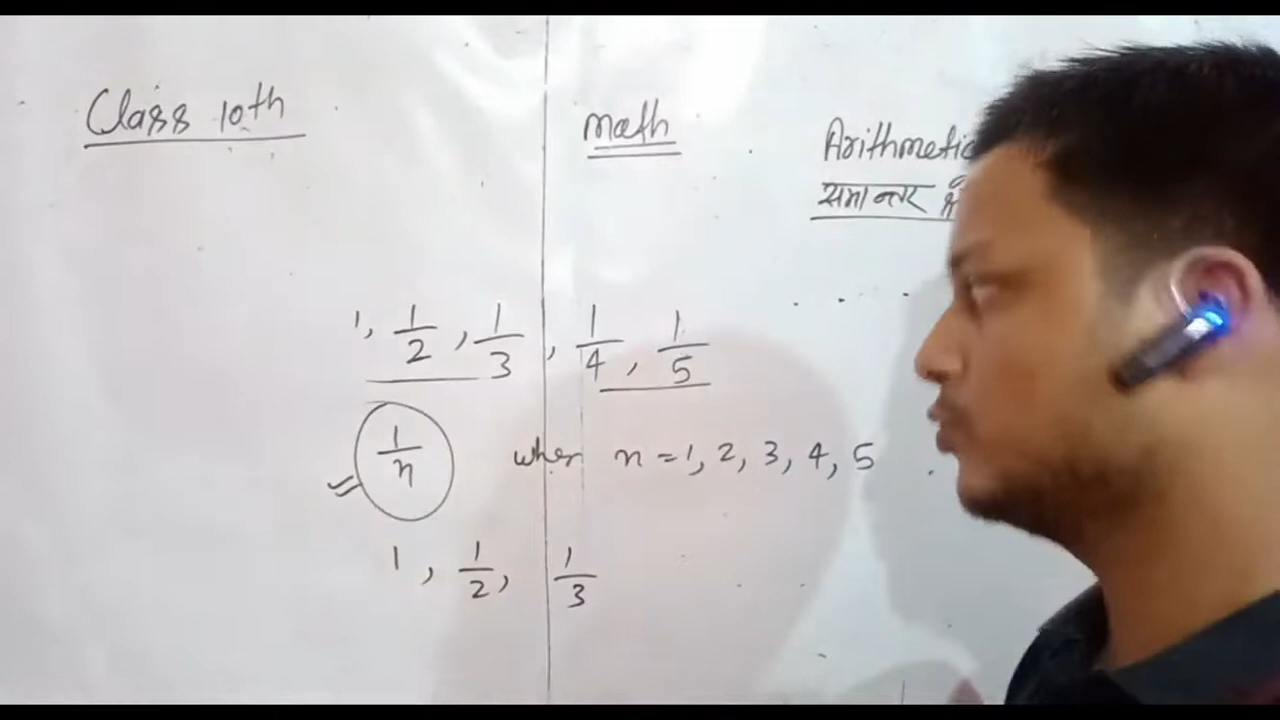 Class 10th
math
Arithmetic
समान्तर
1, 1/2, 1/3, 1/4, 1/5
1/n when n = 1, 2, 3, 4, 5
1, 1/2, 1/3